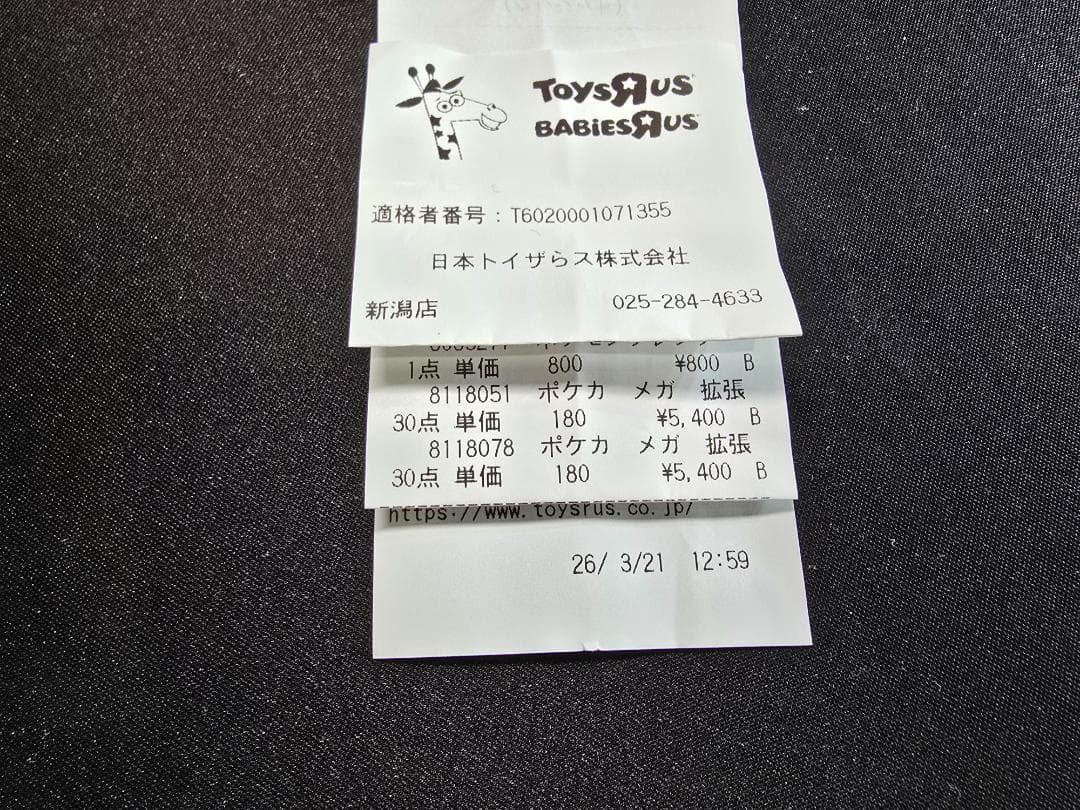 TOYSRUS
BABIESRUS
適格者番号：T6020001071355
日本トイザらス株式会社
新潟店 025-284-4633
1点 単価 800 ¥800 B
8118051 ポケカ メガ 拡張
30点 単価 180 ¥5,400 B
8118078 ポケカ メガ 拡張
30点 単価 180 ¥5,400 B
https://www.toysrus.co.jp/
26/ 3/21 12:59